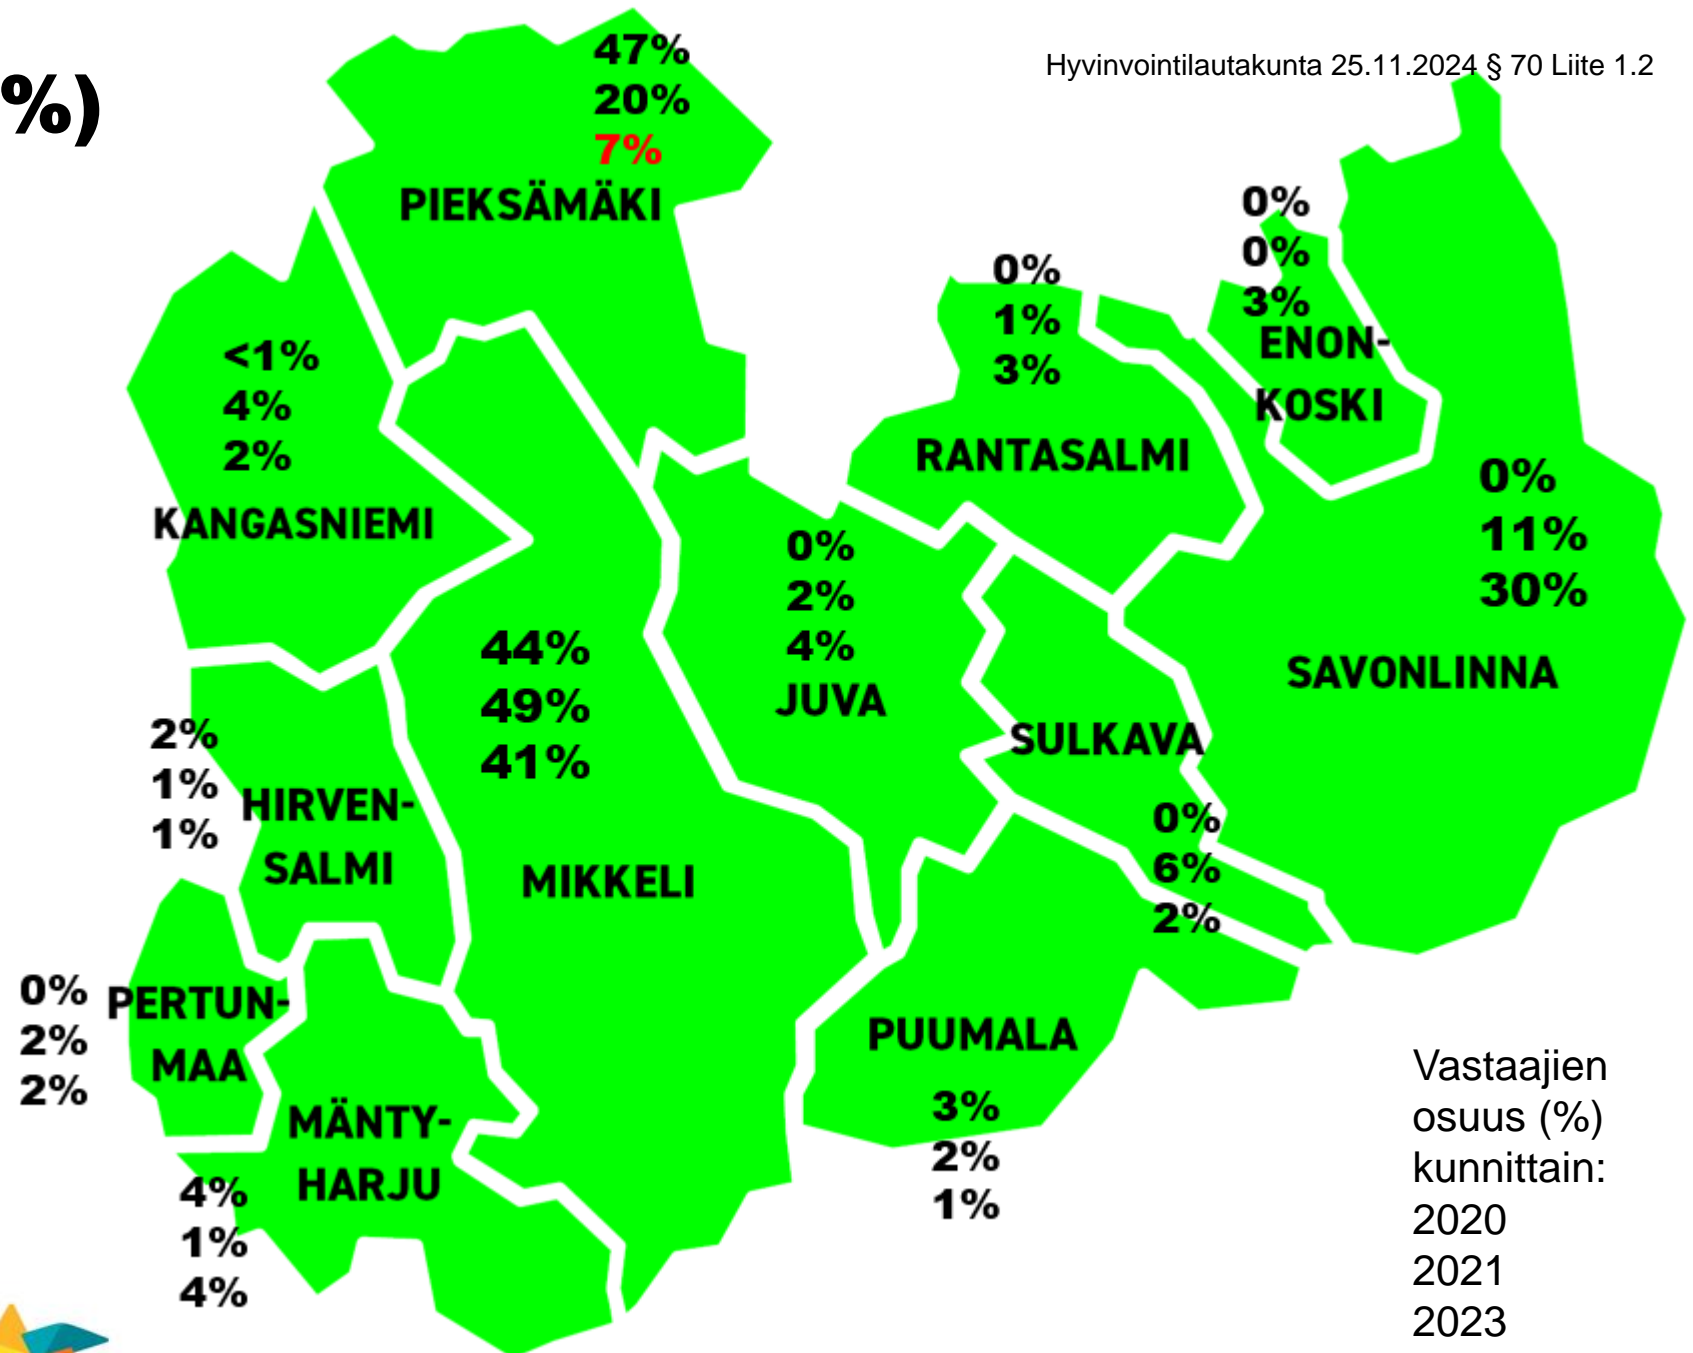 %)
Hyvinvointilautakunta 25.11.2024 § 70 Liite 1.2
47%
20%
7%
PIEKSÄMÄKI
0%
0%
3%
ENON-
KOSKI
0%
1%
3%
RANTASALMI
<1%
4%
2%
KANGASNIEMI
0%
11%
30%
SAVONLINNA
0%
2%
4%
JUVA
44%
49%
41%
MIKKELI
SULKAVA
0%
6%
2%
2%
1%
1%
HIRVEN-
SALMI
0%
2%
2%
PERTUN-
MAA
PUUMALA
3%
2%
1%
MÄNTY-
HARJU
4%
1%
4%
Vastaajien
osuus (%)
kunnittain:
2020
2021
2023